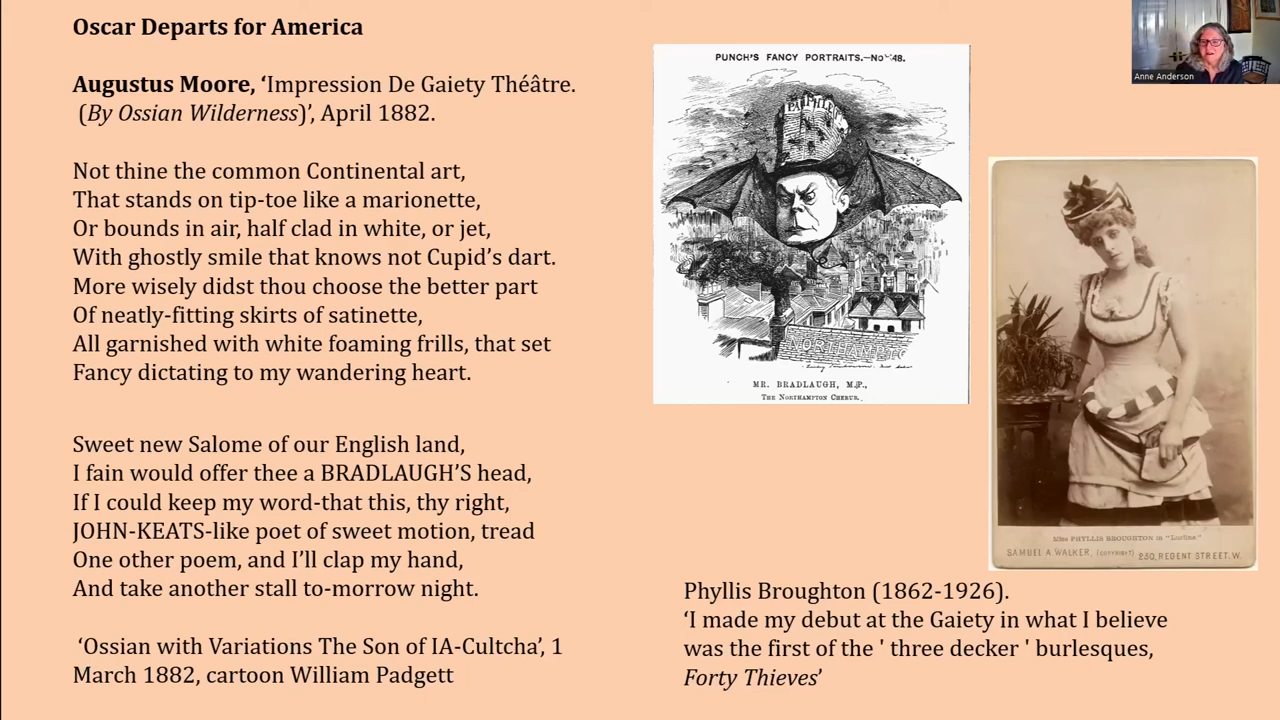 Oscar Departs for America
Augustus Moore, ‘Impression De Gaiety Théâtre.
(By Ossian Wilderness)’, April 1882.
Not thine the common Continental art,
That stands on tip-toe like a marionette,
Or bounds in air, half clad in white, or jet,
With ghostly smile that knows not Cupid’s dart.
More wisely didst thou choose the better part
Of neatly-fitting skirts of satinette,
All garnished with white foaming frills, that set
Fancy dictating to my wandering heart.
Sweet new Salome of our English land,
I fain would offer thee a BRADLAUGH’S head,
If I could keep my word-that this, thy right,
JOHN-KEATS-like poet of sweet motion, tread
One other poem, and I’ll clap my hand,
And take another stall to-morrow night.
‘Ossian with Variations The Son of IA-Cultcha’, 1
March 1882, cartoon William Padgett
PUNCH'S FANCY PORTRAITS.—No. 48.
NORTHAMPTON
MR. BRADLAUGH, M.P.,
THE NORTHAMPTON CHERUB.
Anne Anderson
Miss PHYLLIS BROUGHTON in "Lurline"
SAMUEL A WALKER, (COPYRIGHT) 230, REGENT STREET, W.
Phyllis Broughton (1862-1926).
‘I made my debut at the Gaiety in what I believe
was the first of the ' three decker ' burlesques,
Forty Thieves’